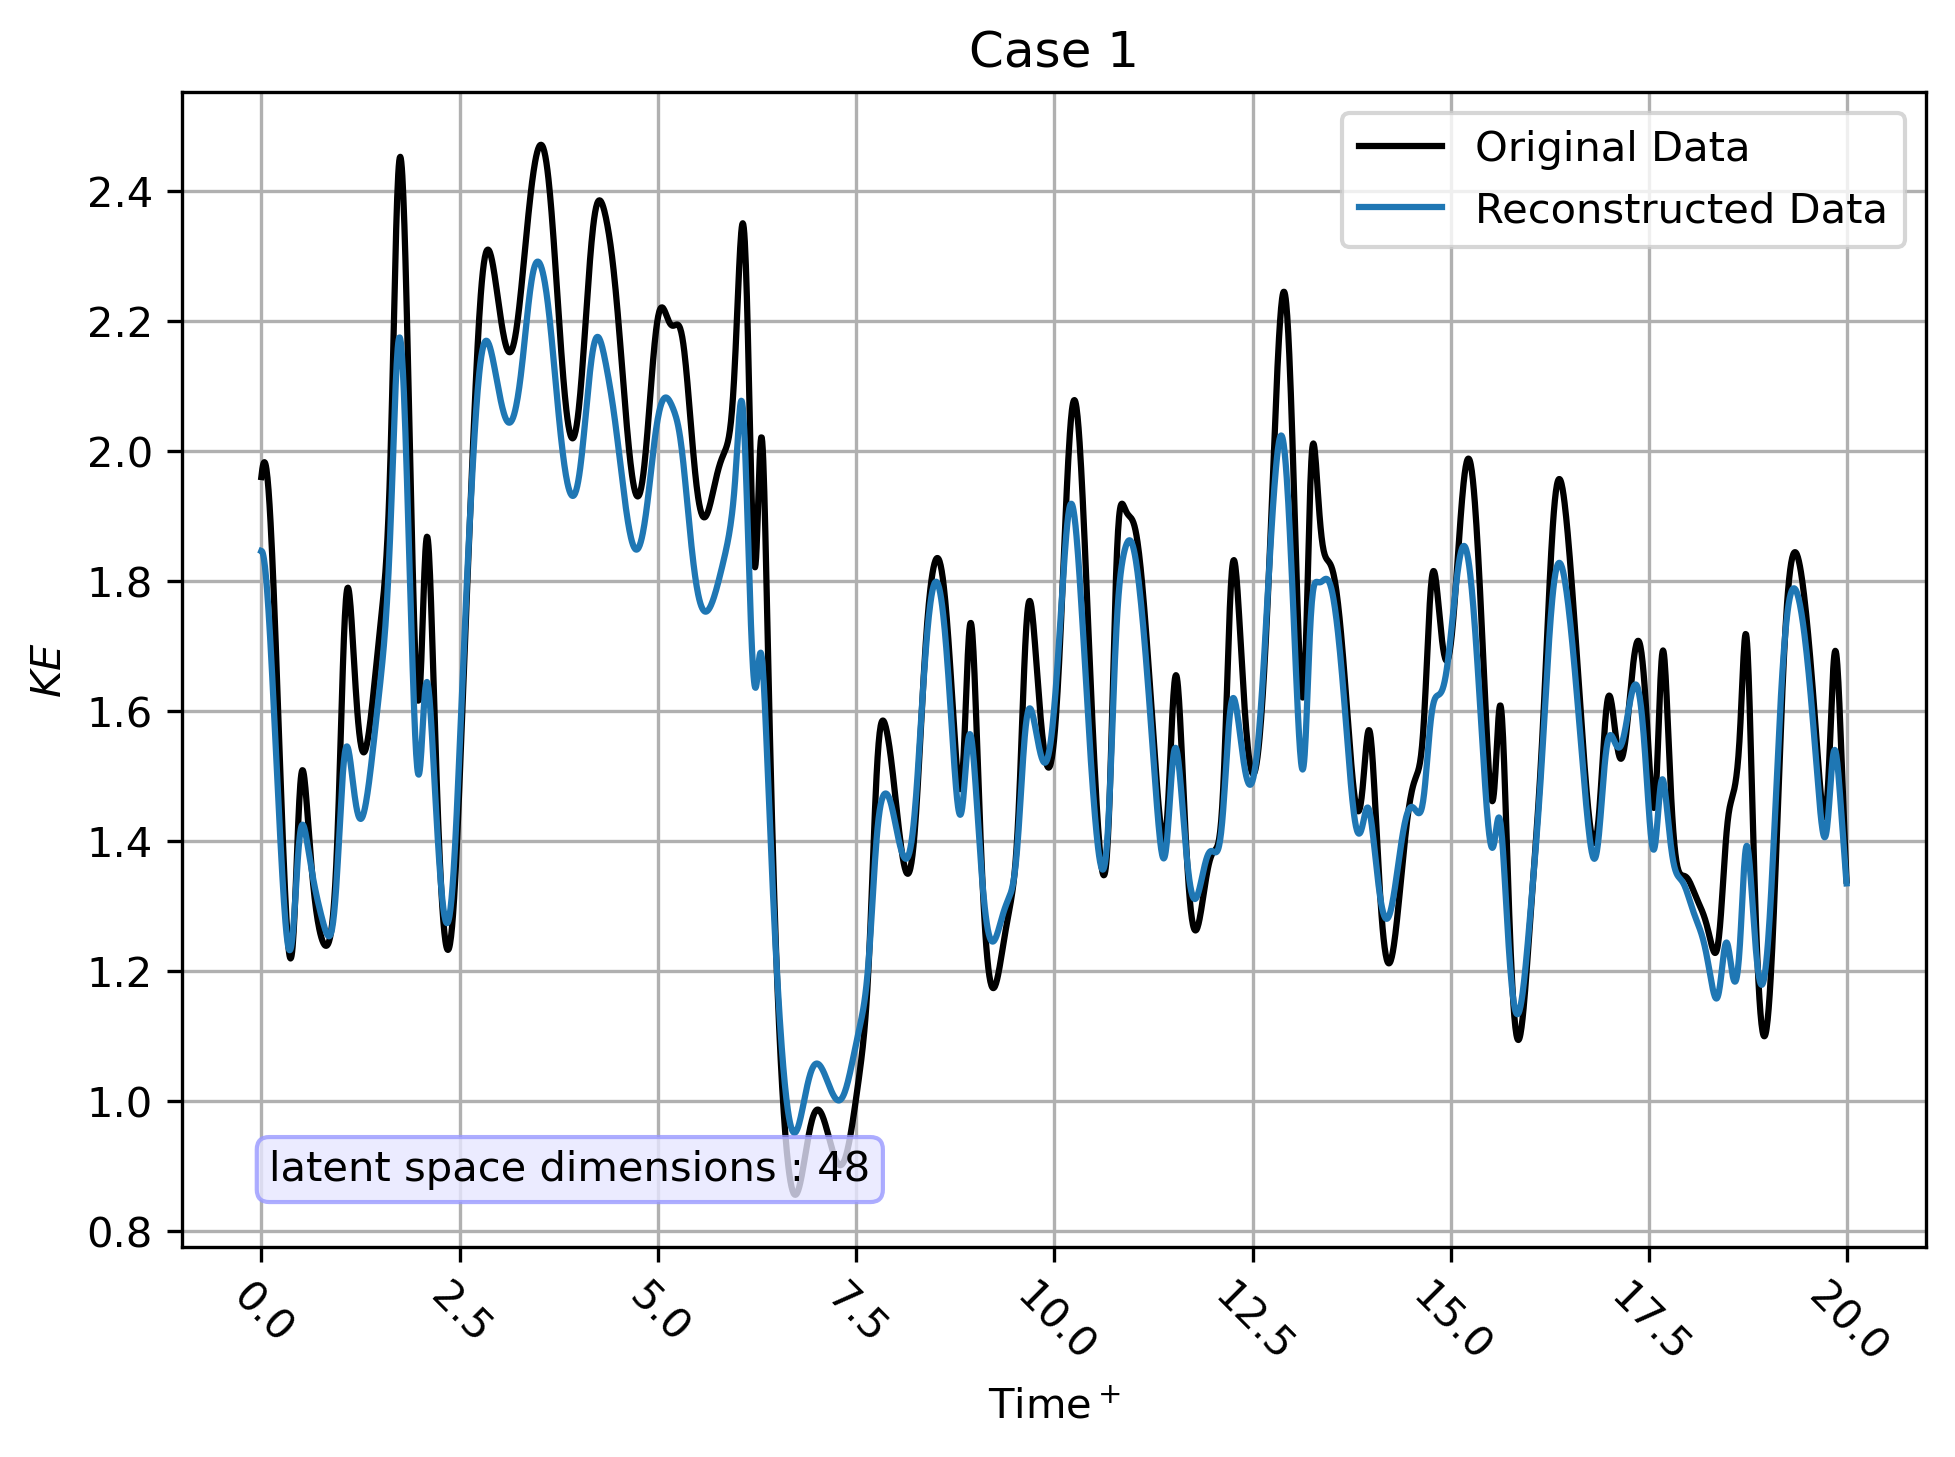 Case 1
Original Data
Reconstructed Data
2.4
2.2
2.0
1.8
1.6
1.4
1.2
1.0
0.8
KE
latent space dimensions : 48
0.0 2.5 5.0 7.5 10.0 12.5 15.0 17.5 20.0
Time⁺